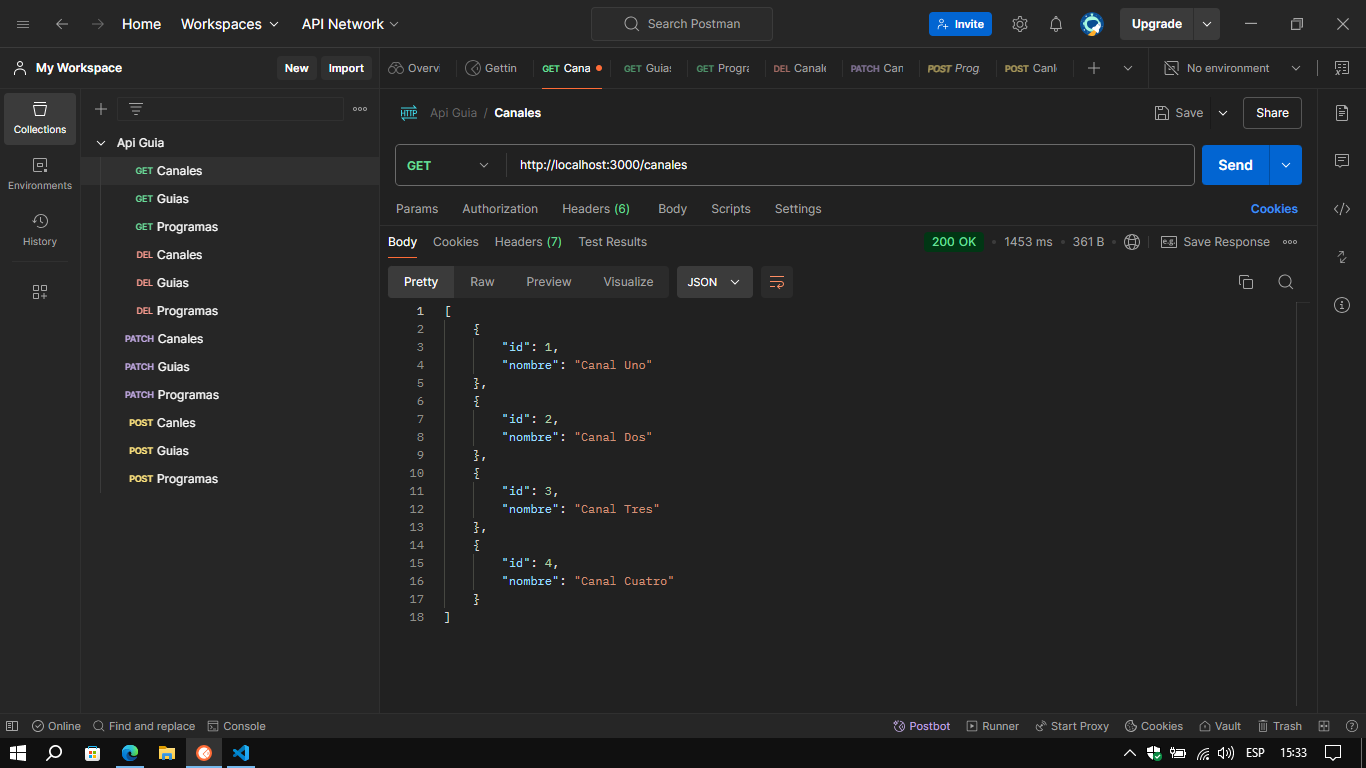 Home Workspaces API Network Search Postman Invite Upgrade
My Workspace New Import Overvi Gettin GET Cana GET Guias GET Progra DEL Canale PATCH Can POST Prog POST Canl No environment
Collections
Environments
History
Api Guia
GET Canales
GET Guias
GET Programas
DEL Canales
DEL Guias
DEL Programas
PATCH Canales
PATCH Guias
PATCH Programas
POST Canles
POST Guias
POST Programas
HTTP Api Guia / Canales Save Share
GET http://localhost:3000/canales Send
Params Authorization Headers (6) Body Scripts Settings Cookies
Body Cookies Headers (7) Test Results 200 OK • 1453 ms • 361 B e.g. Save Response
Pretty Raw Preview Visualize JSON
1 [
2 {
3 "id": 1,
4 "nombre": "Canal Uno"
5 },
6 {
7 "id": 2,
8 "nombre": "Canal Dos"
9 },
10 {
11 "id": 3,
12 "nombre": "Canal Tres"
13 },
14 {
15 "id": 4,
16 "nombre": "Canal Cuatro"
17 }
18 ]
Online Find and replace Console Postbot Runner Start Proxy Cookies Vault Trash
ESP 15:33